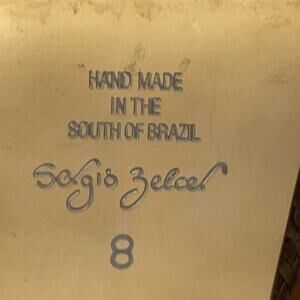 HAND MADE
IN THE
SOUTH OF BRAZIL
Sergio Zelcer
8